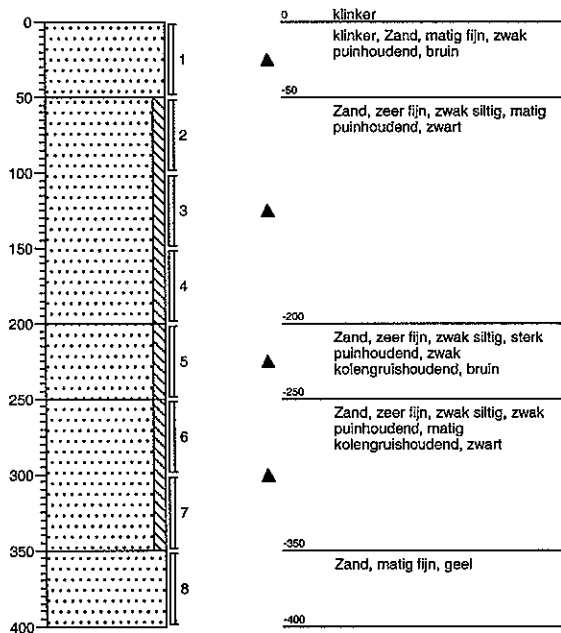 0
50
100
150
200
250
300
350
400
1
2
3
4
5
6
7
8
0 klinker
klinker, Zand, matig fijn, zwak
puinhoudend, bruin
-50
Zand, zeer fijn, zwak siltig, matig
puinhoudend, zwart
-200
Zand, zeer fijn, zwak siltig, sterk
puinhoudend, zwak
kolengruishoudend, bruin
-250
Zand, zeer fijn, zwak siltig, zwak
puinhoudend, matig
kolengruishoudend, zwart
-350
Zand, matig fijn, geel
-400